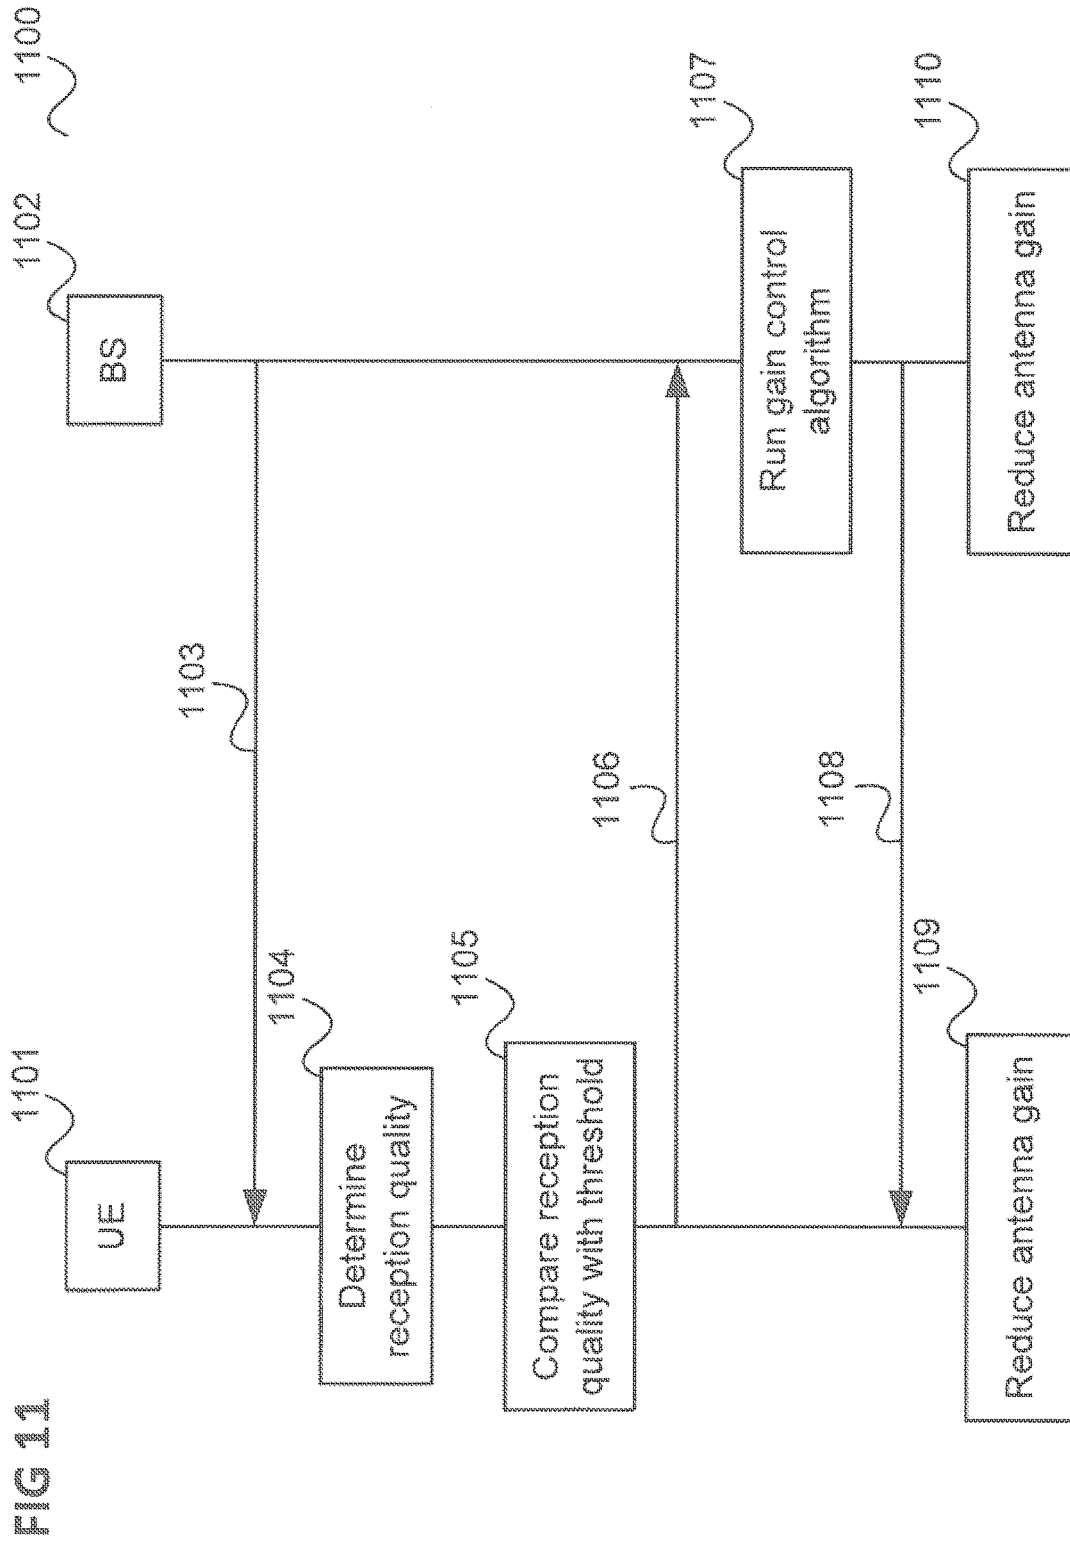 FIG 11
1100
1101
UE
1102
BS
1103
1104
Determine
reception quality
1105
Compare reception
quality with threshold
1106
1107
Run gain control
algorithm
1108
1109
Reduce antenna gain
1110
Reduce antenna gain